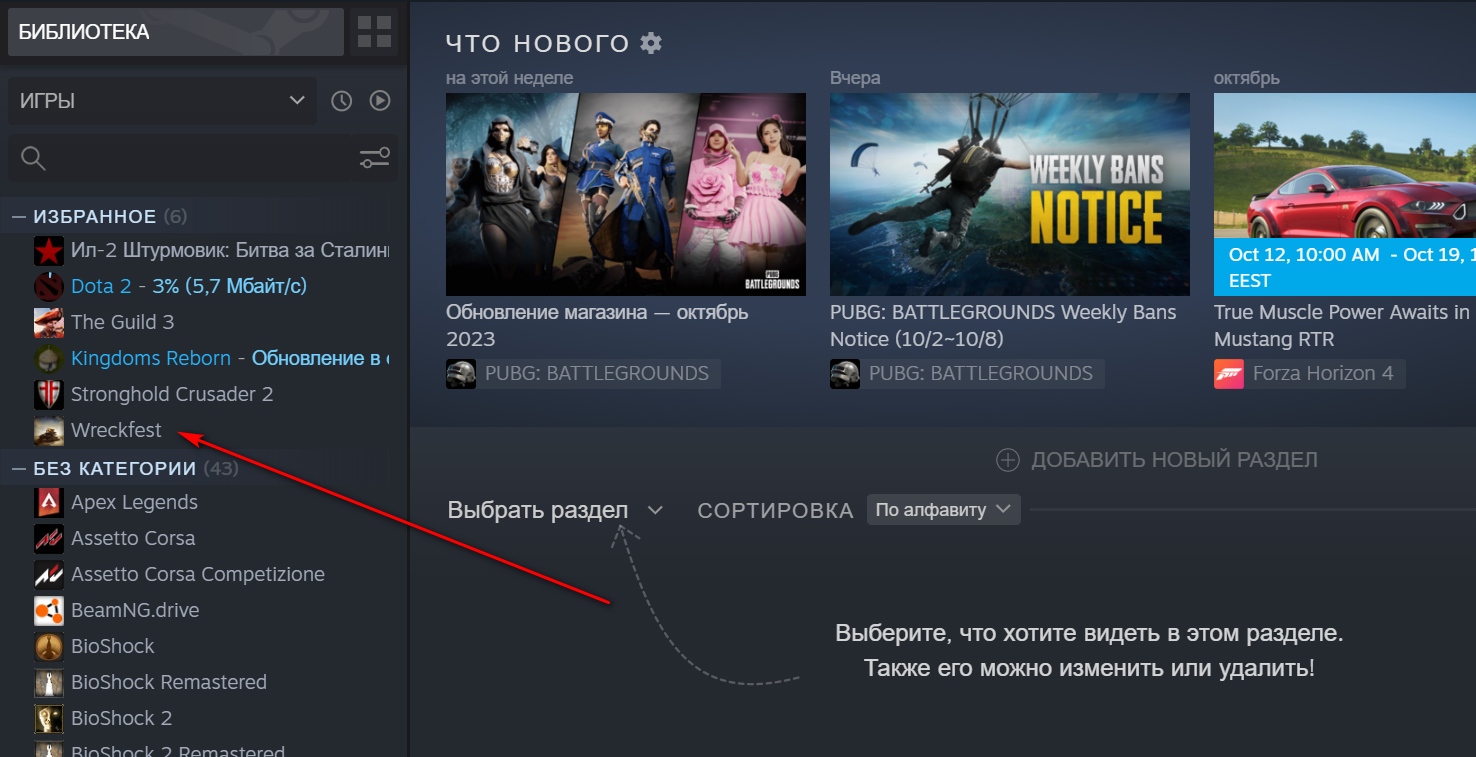 БИБЛИОТЕКА
ИГРЫ
ИЗБРАННОЕ (6)
Ил-2 Штурмовик: Битва за Сталин
Dota 2 - 3% (5,7 Мбайт/с)
The Guild 3
Kingdoms Reborn - Обновление в о
Stronghold Crusader 2
Wreckfest
БЕЗ КАТЕГОРИИ (43)
Apex Legends
Assetto Corsa
Assetto Corsa Competizione
BeamNG.drive
BioShock
BioShock Remastered
BioShock 2
BioShock 2 Remastered
ЧТО НОВОГО
на этой неделе
PUBG
BATTLEGROUNDS
Обновление магазина — октябрь
2023
PUBG: BATTLEGROUNDS
Вчера
WEEKLY BANS
NOTICE
PUBG: BATTLEGROUNDS Weekly Bans
Notice (10/2~10/8)
PUBG: BATTLEGROUNDS
октябрь
Oct 12, 10:00 AM - Oct 19, 1
EEST
True Muscle Power Awaits in
Mustang RTR
Forza Horizon 4
ДОБАВИТЬ НОВЫЙ РАЗДЕЛ
Выбрать раздел
СОРТИРОВКА
По алфавиту
Выберите, что хотите видеть в этом разделе.
Также его можно изменить или удалить!